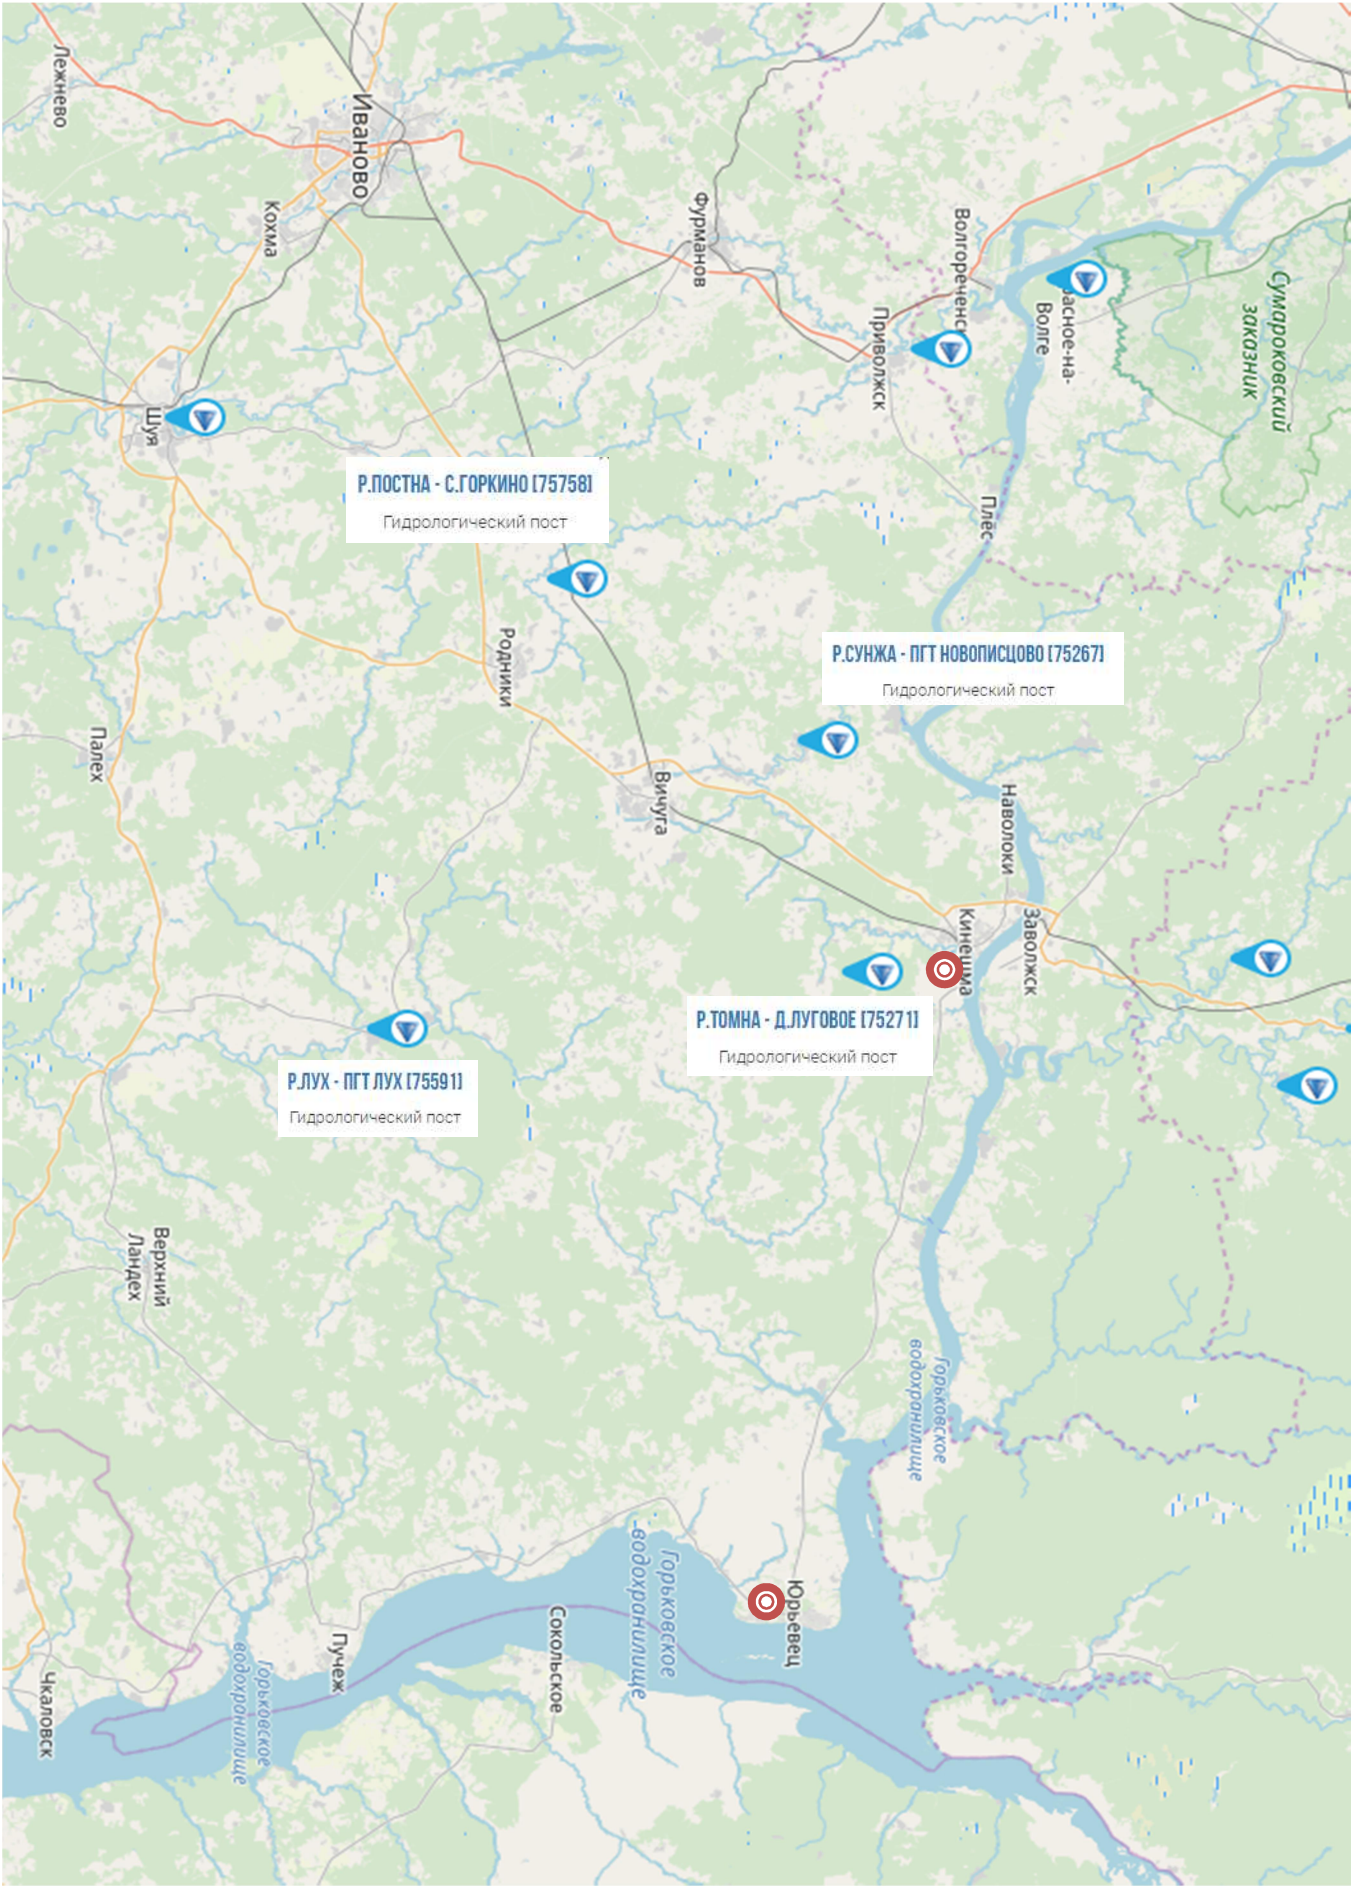 Лежнево
Иваново
Кохма
Фурманов
Волгореченск
Приволжск
асное-на-
Волге
Сумароковский
заказник
Шуя
Плёс
Р.ПОСТНА - С.ГОРКИНО [75758]
Гидрологический пост
Родники
Р.СУНЖА - ПГТ НОВОПИСЦОВО [75267]
Гидрологический пост
Палех
Вичуга
Наволоки
Кинешма
Заволжск
Р.ТОМНА - Д.ЛУГОВОЕ [75271]
Гидрологический пост
Р.ЛУХ - ПГТ ЛУХ [75591]
Гидрологический пост
Верхний
Ландех
Горьковское
водохранилище
Горьковское
водохранилище
Юрьевец
Сокольское
Пучеж
Горьковское
водохранилище
Чкаловск